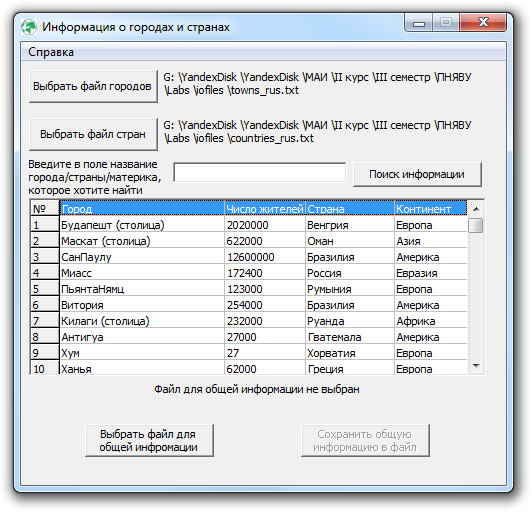 Информация о городах и странах
Справка
Выбрать файл городов
G: \YandexDisk \YandexDisk \МАИ \II курс \III семестр \ПНЯВУ
\Labs \iofiles \towns_rus.txt
Выбрать файл стран
G: \YandexDisk \YandexDisk \МАИ \II курс \III семестр \ПНЯВУ
\Labs \iofiles \countries_rus.txt
Введите в поле название
города/страны/материка,
которое хотите найти
Поиск информации
№ Город Число жителей Страна Континент
1 Будапешт (столица) 2020000 Венгрия Европа
2 Маскат (столица) 622000 Оман Азия
3 СанПаулу 12600000 Бразилия Америка
4 Миасс 172400 Россия Евразия
5 ПьянтаНямц 123000 Румыния Европа
6 Витория 254000 Бразилия Америка
7 Килаги (столица) 232000 Руанда Африка
8 Антигуа 27000 Гватемала Америка
9 Хум 27 Хорватия Европа
10 Ханья 62000 Греция Европа
Файл для общей информации не выбран
Выбрать файл для
общей инфромации
Сохранить общую
информацию в файл